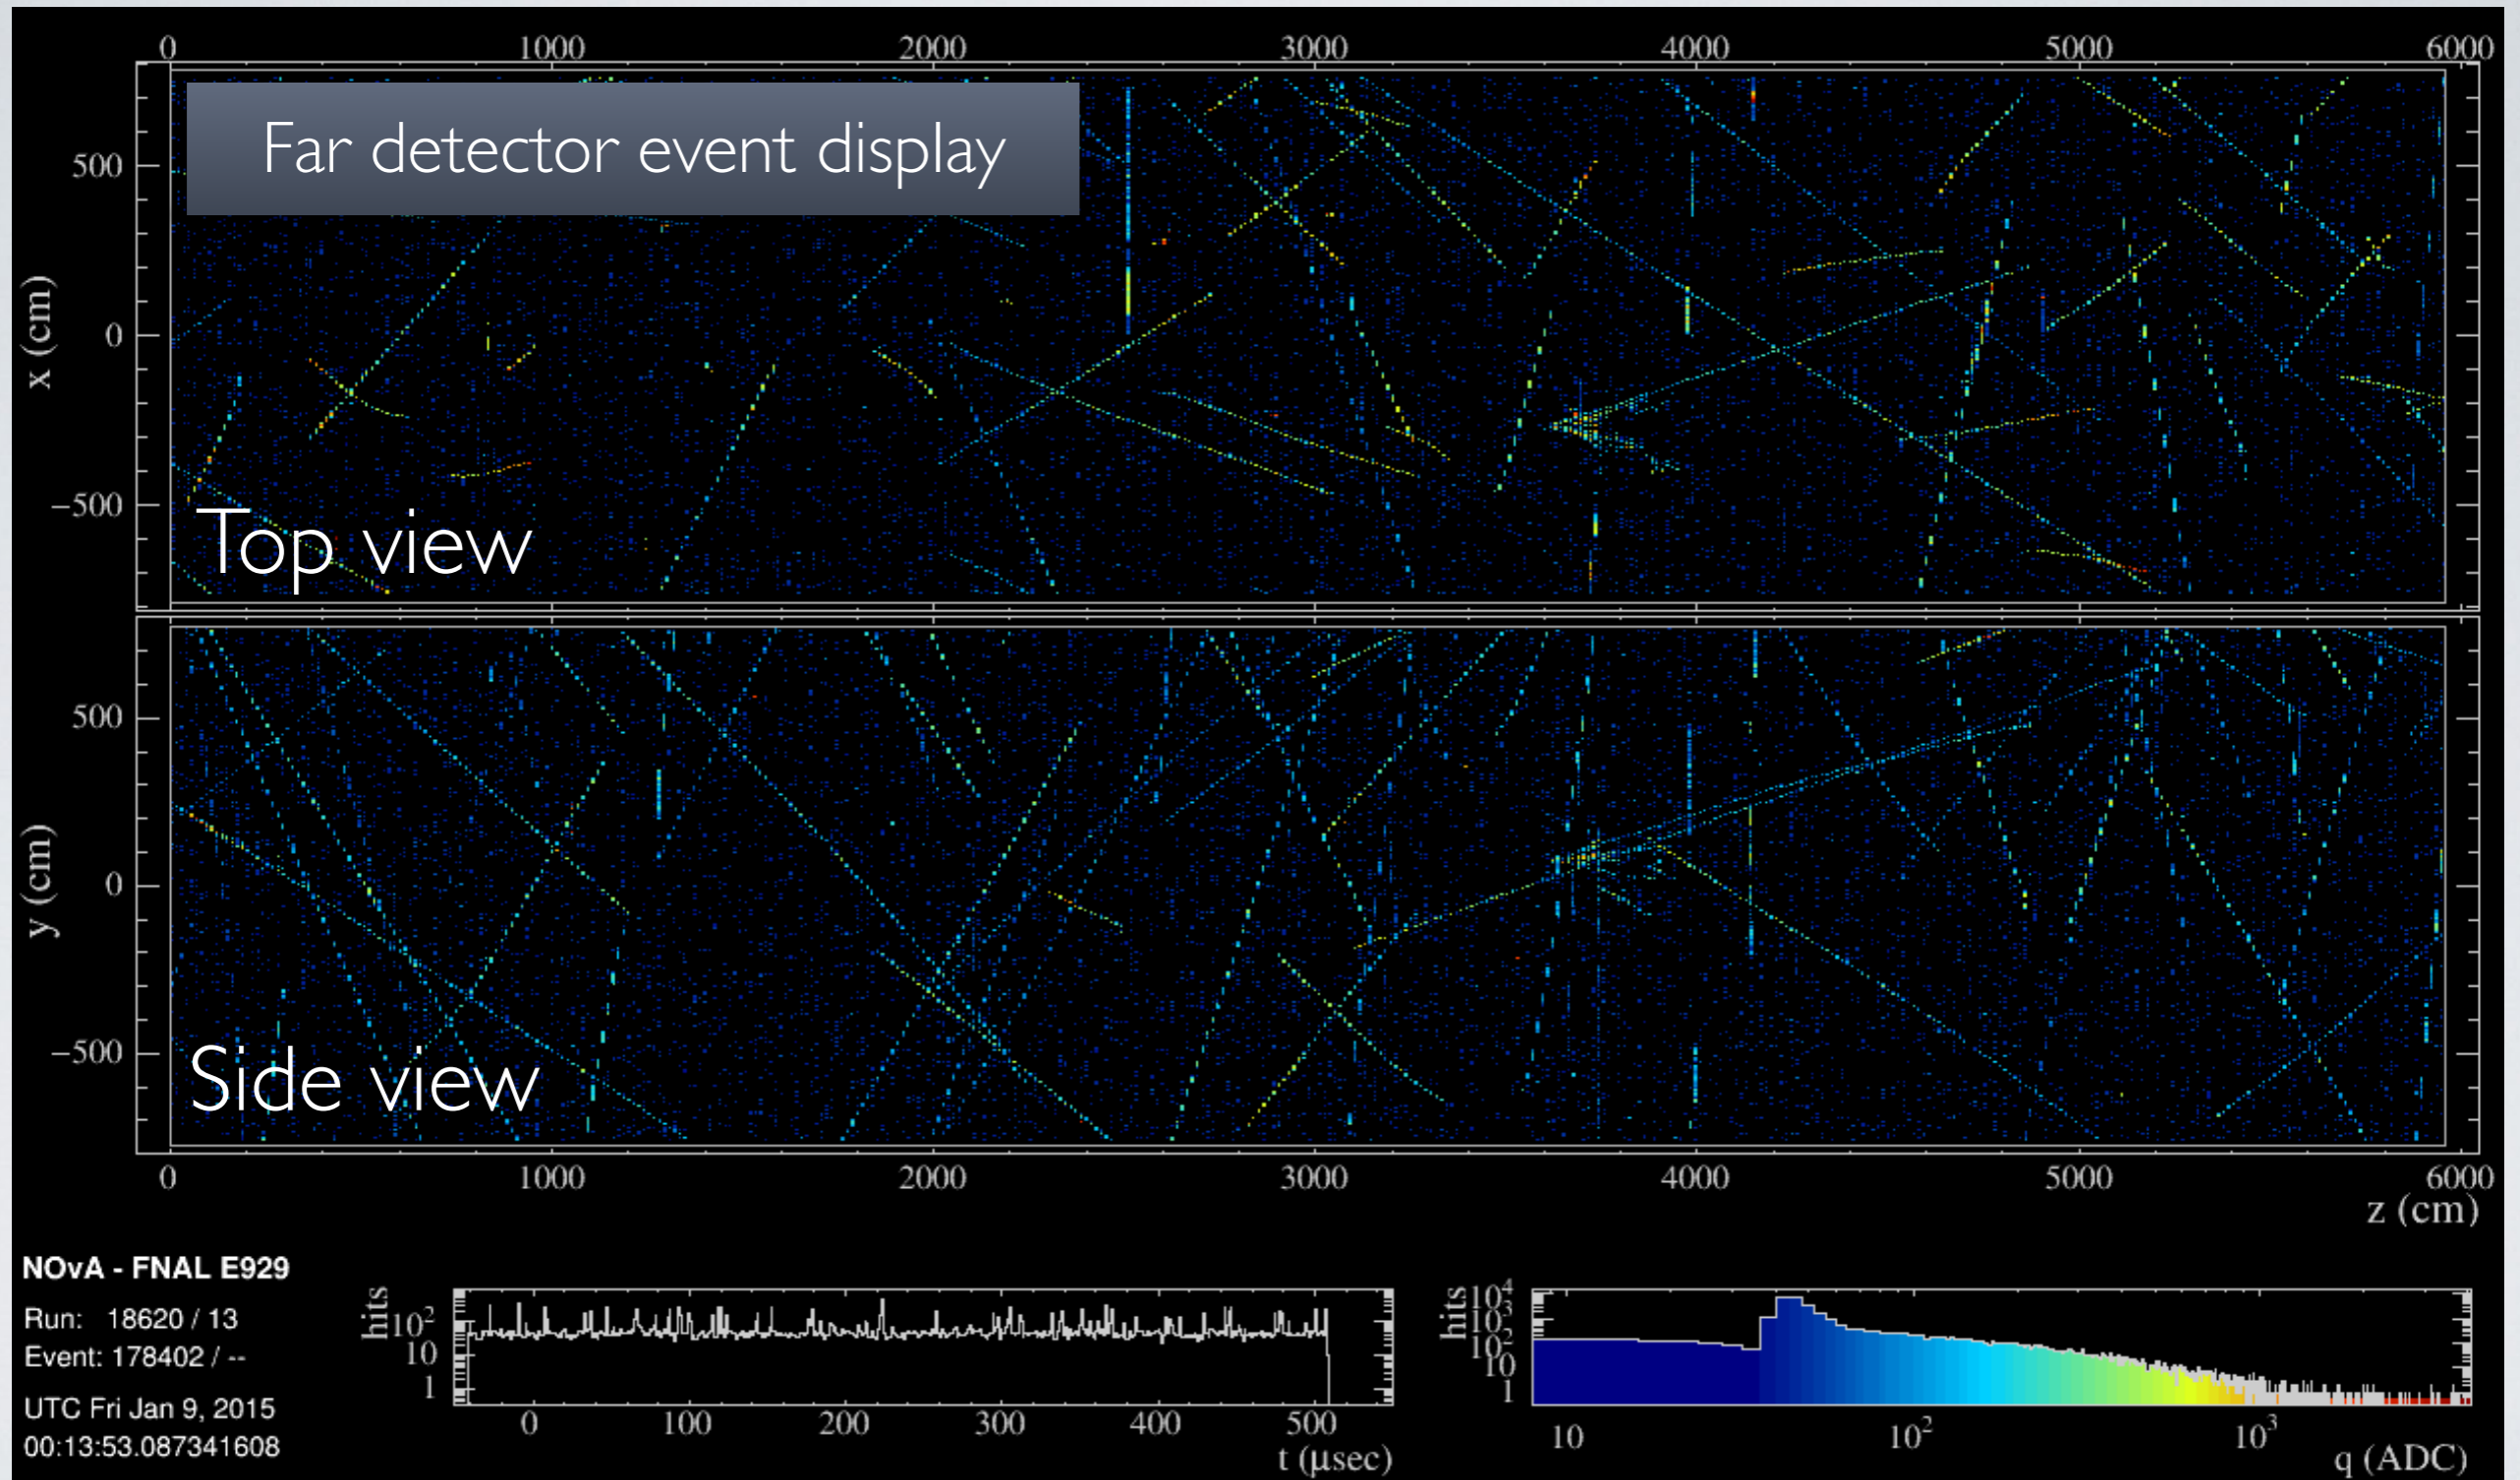 0 1000 2000 3000 4000 5000 6000
Far detector event display
500
0
−500
x (cm)
Top view
500
0
−500
y (cm)
Side view
0 1000 2000 3000 4000 5000 6000
z (cm)
NOvA - FNAL E929
Run: 18620 / 13
Event: 178402 / --
UTC Fri Jan 9, 2015
00:13:53.087341608
hits
10²
10
1
0 100 200 300 400 500
t (μsec)
hits
10⁴
10³
10²
10
1
10 10² 10³
q (ADC)